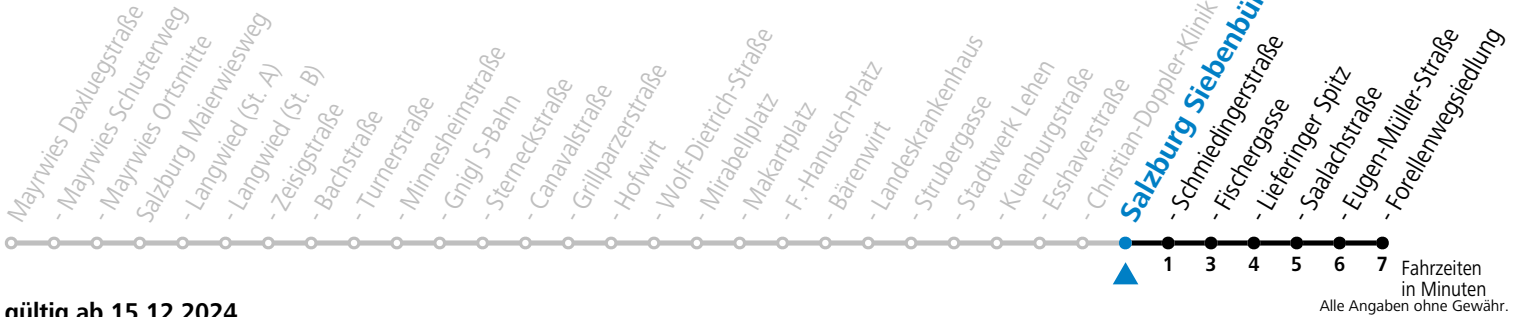 Mayrwies Daxluegstraße
- Mayrwies Schusterweg
- Mayrwies Ortsmitte
Salzburg Maierwiesweg
- Langwied (St. A)
- Langwied (St. B)
- Zeisigstraße
- Bachstraße
- Turnerstraße
- Minnesheimstraße
- Gnigl S-Bahn
- Sterneckstraße
- Canavalstraße
- Grillparzerstraße
- Hofwirt
- Wolf-Dietrich-Straße
- Mirabellplatz
- Makartplatz
- F.-Hanusch-Platz
- Bärenwirt
- Landeskrankenhaus
- Strubergasse
- Stadtwerk Lehen
- Kuenburgstraße
- Esshaverstraße
- Christian-Doppler-Klinik
Salzburg
- Schmiedingerstraße
- Fischergasse
- Lieferinger Spitz
- Saalachstraße
- Eugen-Müller-Straße
- Forellenwegsiedlung
1 3 4 5 6 7
Fahrzeiten
in Minuten
Alle Angaben ohne Gewähr.
gültig ab 15.12.2024